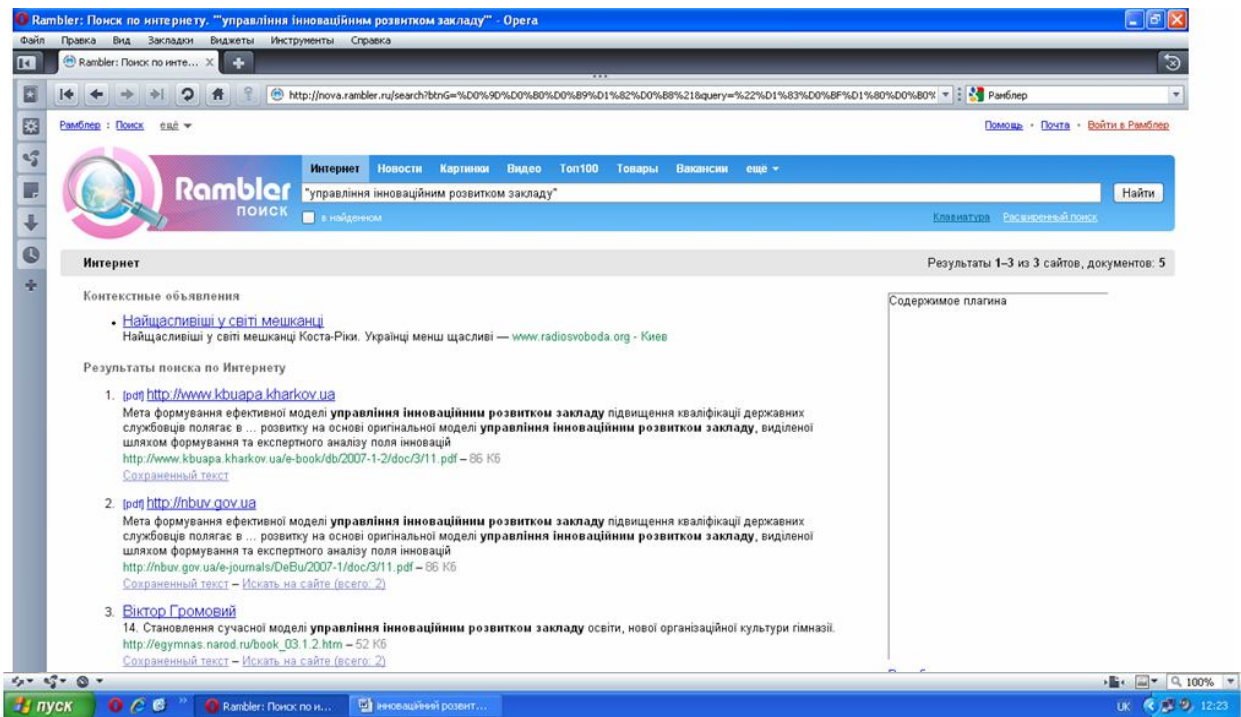 Rambler: Поиск по интернету. ""управління інноваційним розвитком закладу"" - Opera
Файл Правка Вид Закладки Виджеты Инструменты Справка
Rambler: Поиск по инте...
http://nova.rambler.ru/search?btnG=%D0%9D%D0%B0%D0%B9%D1%82%D0%B8%21&query=%22%D1%83%D0%BF%D1%80%D0%B0% Рамблер
Рамблер : Поиск ещё
Помощь · Почта · Войти в Рамблер
Интернет Новости Картинки Видео Топ100 Товары Вакансии ещё
Rambler
ПОИСК
"управління інноваційним розвитком закладу" Найти
в найденном Клавиатура Расширенный поиск
Интернет Результаты 1–3 из 3 сайтов, документов: 5
Контекстные объявления
• Найщасливіші у світі мешканці
Найщасливіші у світі мешканці Коста-Ріки. Українці менш щасливі — www.radiosvoboda.org - Киев
Содержимое плагина
Результаты поиска по Интернету
1. [pdf] http://www.kbuapa.kharkov.ua
Мета формування ефективної моделі управління інноваційним розвитком закладу підвищення кваліфікації державних
службовців полягає в ... розвитку на основі оригінальної моделі управління інноваційним розвитком закладу, виділеної
шляхом формування та експертного аналізу поля інновацій
http://www.kbuapa.kharkov.ua/e-book/db/2007-1-2/doc/3/11.pdf – 86 Кб
Сохраненный текст
2. [pdf] http://nbuv.gov.ua
Мета формування ефективної моделі управління інноваційним розвитком закладу підвищення кваліфікації державних
службовців полягає в ... розвитку на основі оригінальної моделі управління інноваційним розвитком закладу, виділеної
шляхом формування та експертного аналізу поля інновацій
http://nbuv.gov.ua/e-journals/DeBu/2007-1/doc/3/11.pdf – 86 Кб
Сохраненный текст – Искать на сайте (всего: 2)
3. Віктор Громовий
14. Становлення сучасної моделі управління інноваційним розвитком закладу освіти, нової організаційної культури гімназії.
http://egymnas.narod.ru/book_03.1.2.htm – 52 Кб
Сохраненный текст – Искать на сайте (всего: 2)
100%
пуск Rambler: Поиск по и... інноваційний розвит... UK 12:23